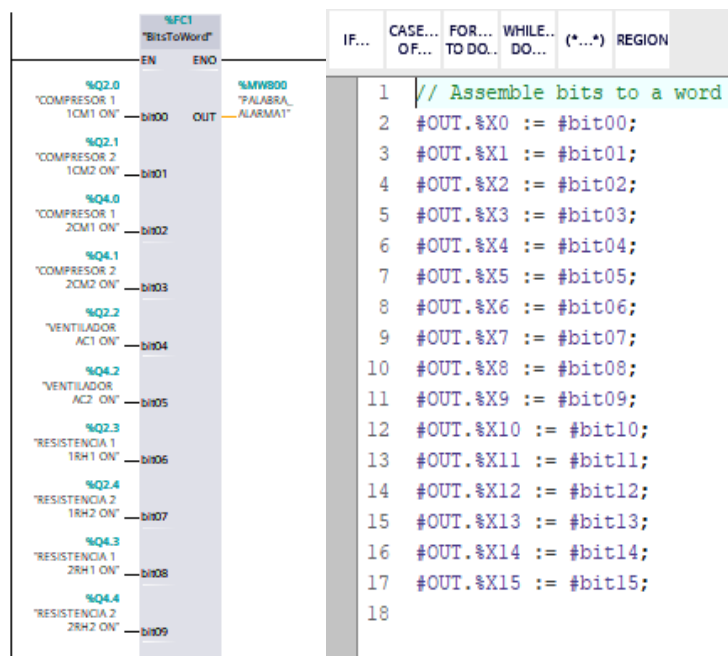 %FC1
"BitsToWord"
EN ENO
%Q2.0
"COMPRESOR 1
1CM1 ON"
bit00
OUT
%MW800
"PALABRA_
ALARMA1"
%Q2.1
"COMPRESOR 2
1CM2 ON"
bit01
%Q4.0
"COMPRESOR 1
2CM1 ON"
bit02
%Q4.1
"COMPRESOR 2
2CM2 ON"
bit03
%Q2.2
"VENTILADOR
AC1 ON"
bit04
%Q4.2
"VENTILADOR
AC2 ON"
bit05
%Q2.3
"RESISTENCIA 1
1RH1 ON"
bit06
%Q2.4
"RESISTENCIA 2
1RH2 ON"
bit07
%Q4.3
"RESISTENCIA 1
2RH1 ON"
bit08
%Q4.4
"RESISTENCIA 2
2RH2 ON"
bit09
IF...
CASE...
OF...
FOR...
TO DO..
WHILE..
DO...
(*...*)
REGION
1 // Assemble bits to a word
2 #OUT.%X0 := #bit00;
3 #OUT.%X1 := #bit01;
4 #OUT.%X2 := #bit02;
5 #OUT.%X3 := #bit03;
6 #OUT.%X4 := #bit04;
7 #OUT.%X5 := #bit05;
8 #OUT.%X6 := #bit06;
9 #OUT.%X7 := #bit07;
10 #OUT.%X8 := #bit08;
11 #OUT.%X9 := #bit09;
12 #OUT.%X10 := #bit10;
13 #OUT.%X11 := #bit11;
14 #OUT.%X12 := #bit12;
15 #OUT.%X13 := #bit13;
16 #OUT.%X14 := #bit14;
17 #OUT.%X15 := #bit15;
18